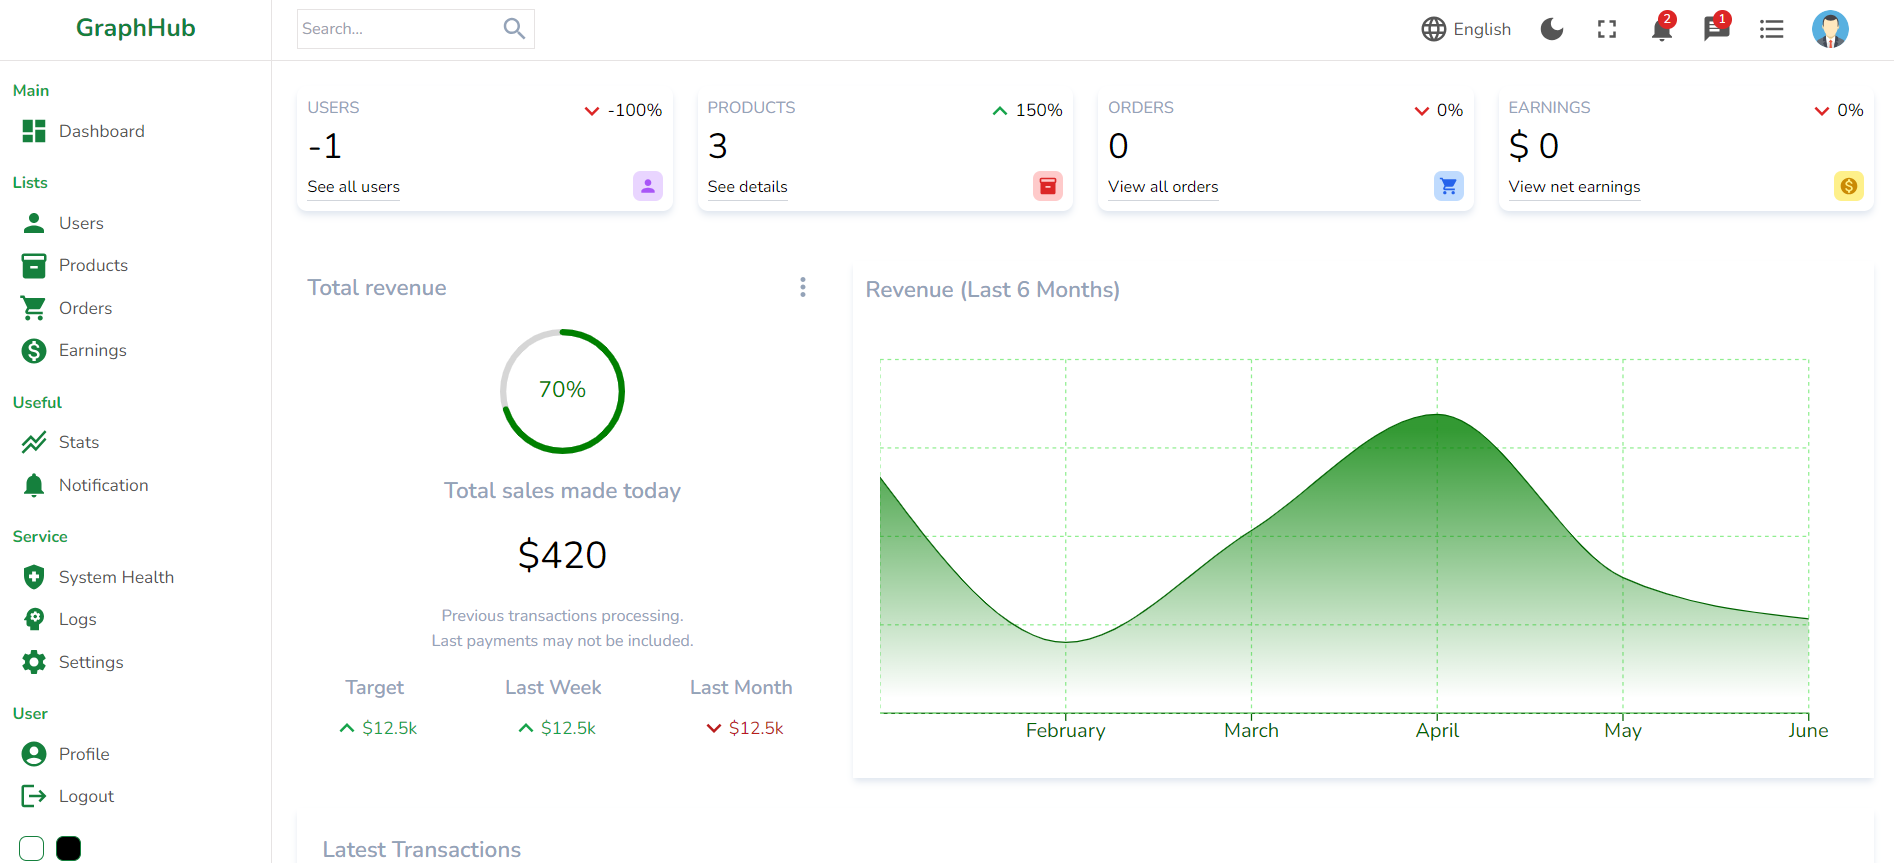 GraphHub
Search...
English
2
1
Main
Dashboard
Lists
Users
Products
Orders
Earnings
Useful
Stats
Notification
Service
System Health
Logs
Settings
User
Profile
Logout
USERS
-100%
-1
See all users
PRODUCTS
150%
3
See details
ORDERS
0%
0
View all orders
EARNINGS
0%
$ 0
View net earnings
Total revenue
70%
Total sales made today
$420
Previous transactions processing.
Last payments may not be included.
Target Last Week Last Month
$12.5k $12.5k $12.5k
Revenue (Last 6 Months)
February March April May June
Latest Transactions